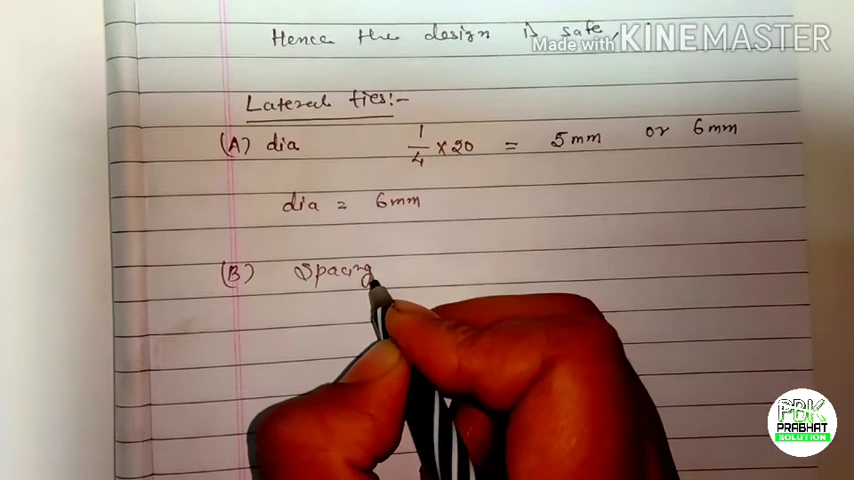 Hence the design is safe,
Made with KINEMASTER
Lateral ties:-
(A) dia 1/4 × 20 = 5mm or 6mm
dia = 6mm
(B) Spacing
PBK
PRABHAT
SOLUTION